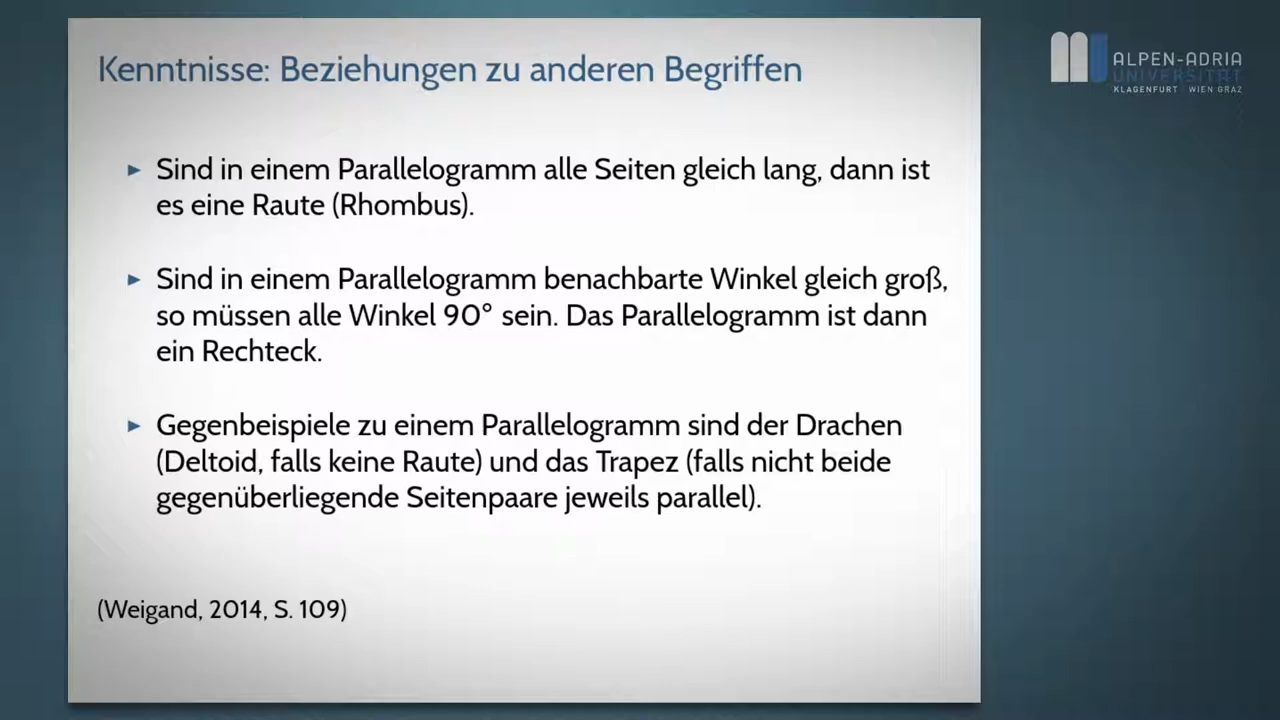 Kenntnisse: Beziehungen zu anderen Begriffen
ALPEN-ADRIA
UNIVERSITÄT
KLAGENFURT | WIEN GRAZ
► Sind in einem Parallelogramm alle Seiten gleich lang, dann ist
es eine Raute (Rhombus).
► Sind in einem Parallelogramm benachbarte Winkel gleich groß,
so müssen alle Winkel 90° sein. Das Parallelogramm ist dann
ein Rechteck.
► Gegenbeispiele zu einem Parallelogramm sind der Drachen
(Deltoid, falls keine Raute) und das Trapez (falls nicht beide
gegenüberliegende Seitenpaare jeweils parallel).
(Weigand, 2014, S. 109)